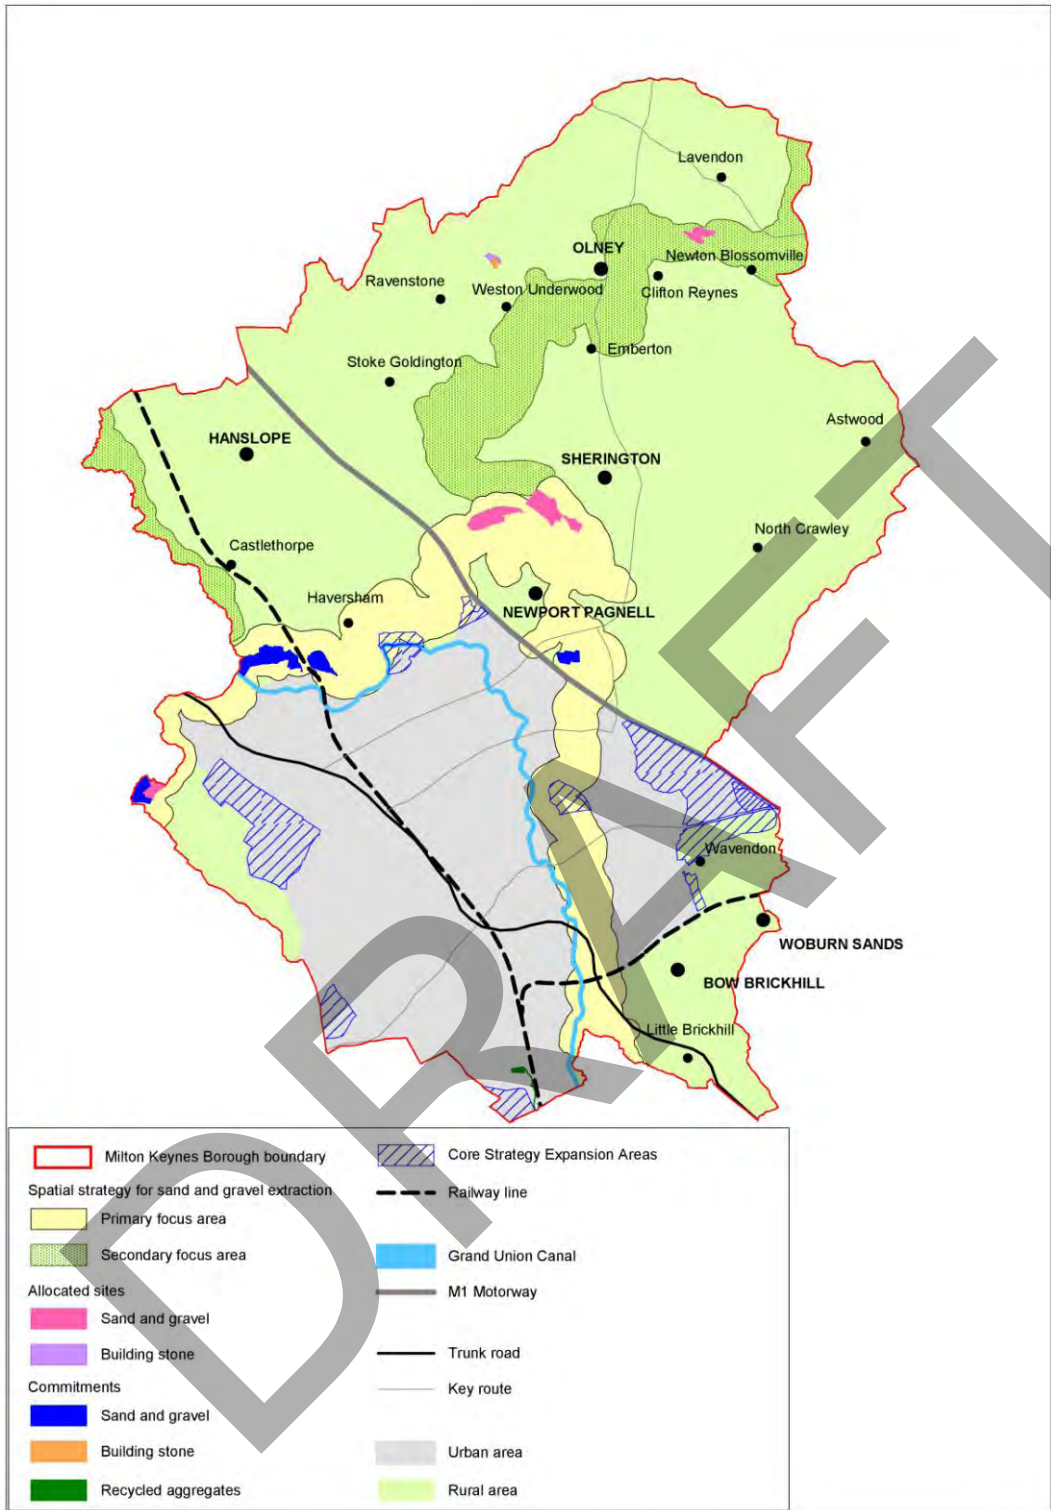 Lavendon
OLNEY
Newton Blossomville
Ravenstone
Weston Underwood
Clifton Reynes
Emberton
Stoke Goldington
Astwood
HANSLOPE
SHERINGTON
North Crawley
Castlethorpe
Haversham
NEWPORT PAGNELL
Wavendon
WOBURN SANDS
BOW BRICKHILL
Little Brickhill
DRAFT
Milton Keynes Borough boundary
Spatial strategy for sand and gravel extraction
Primary focus area
Secondary focus area
Allocated sites
Sand and gravel
Building stone
Commitments
Sand and gravel
Building stone
Recycled aggregates
Core Strategy Expansion Areas
Railway line
Grand Union Canal
M1 Motorway
Trunk road
Key route
Urban area
Rural area